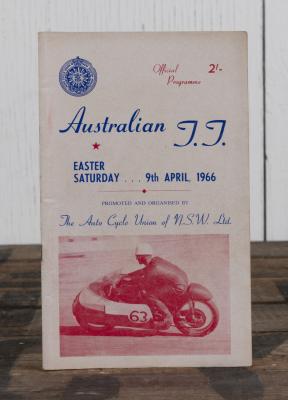 Official
Programme
2/-
Australian T.T.
EASTER
SATURDAY . . . 9th APRIL, 1966
PROMOTED AND ORGANISED BY
The Auto Cycle Union of N.S.W. Ltd.
63